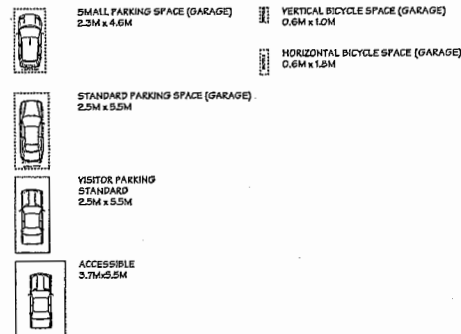 SMALL PARKING SPACE (GARAGE)
2.3M x 4.6M
STANDARD PARKING SPACE (GARAGE)
2.5M x 5.5M
VISITOR PARKING
STANDARD
2.5M x 5.5M
ACCESSIBLE
3.7Mx5.5M
VERTICAL BICYCLE SPACE (GARAGE)
0.6M x 1.0M
HORIZONTAL BICYCLE SPACE (GARAGE)
0.6M x 1.8M